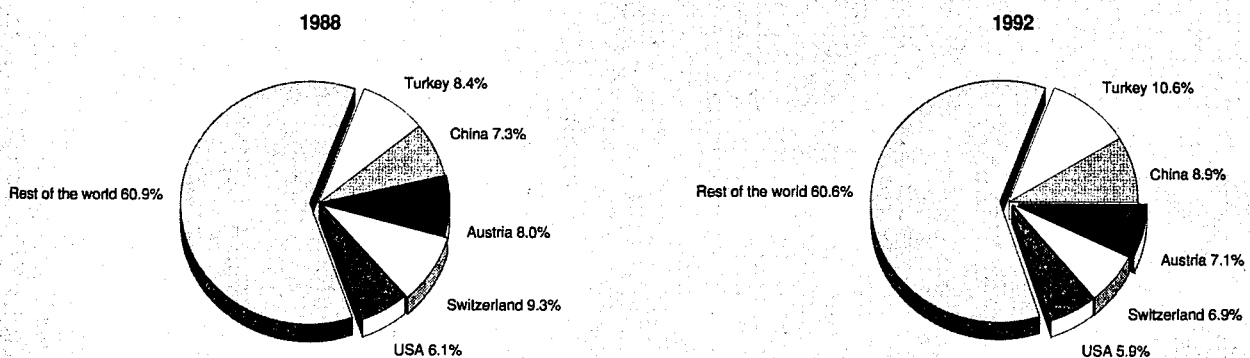 1988
Turkey 8.4%
China 7.3%
Rest of the world 60.9%
Austria 8.0%
Switzerland 9.3%
USA 6.1%
1992
Turkey 10.6%
China 8.9%
Rest of the world 60.6%
Austria 7.1%
Switzerland 6.9%
USA 5.9%